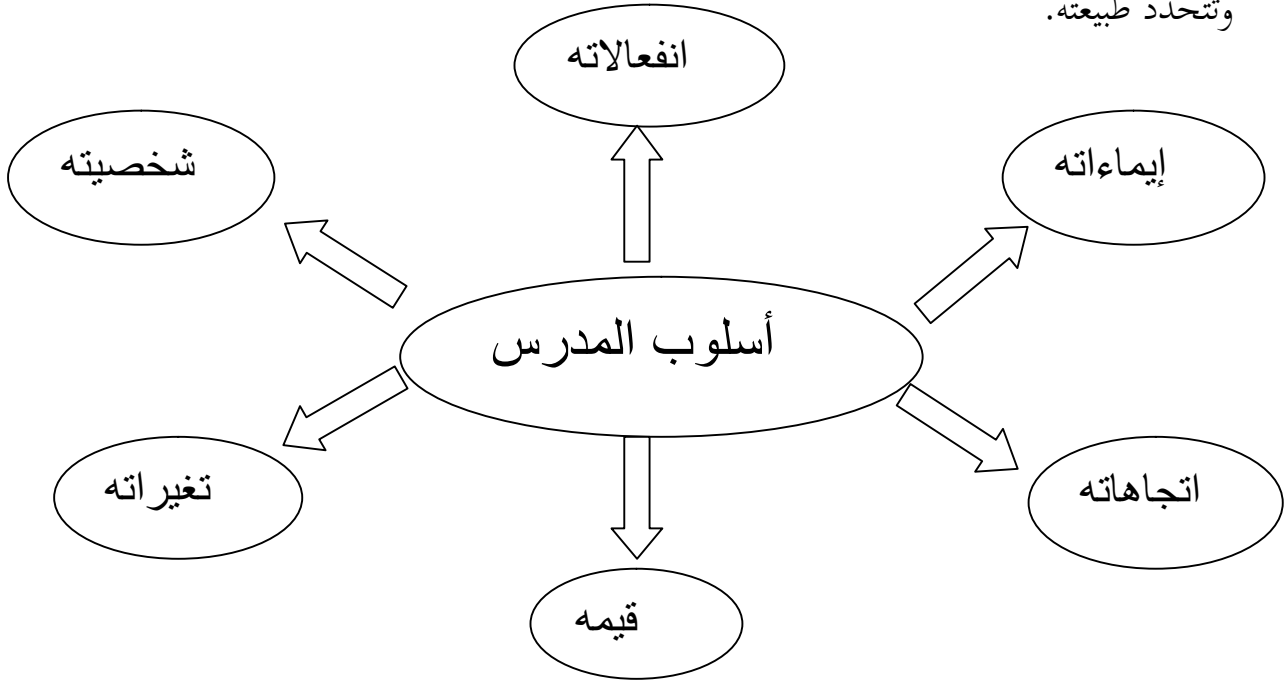 وتتحدد طبيعته.
انفعالاته
إيماءاته
شخصيته
أسلوب المدرس
اتجاهاته
تغيراته
قيمه